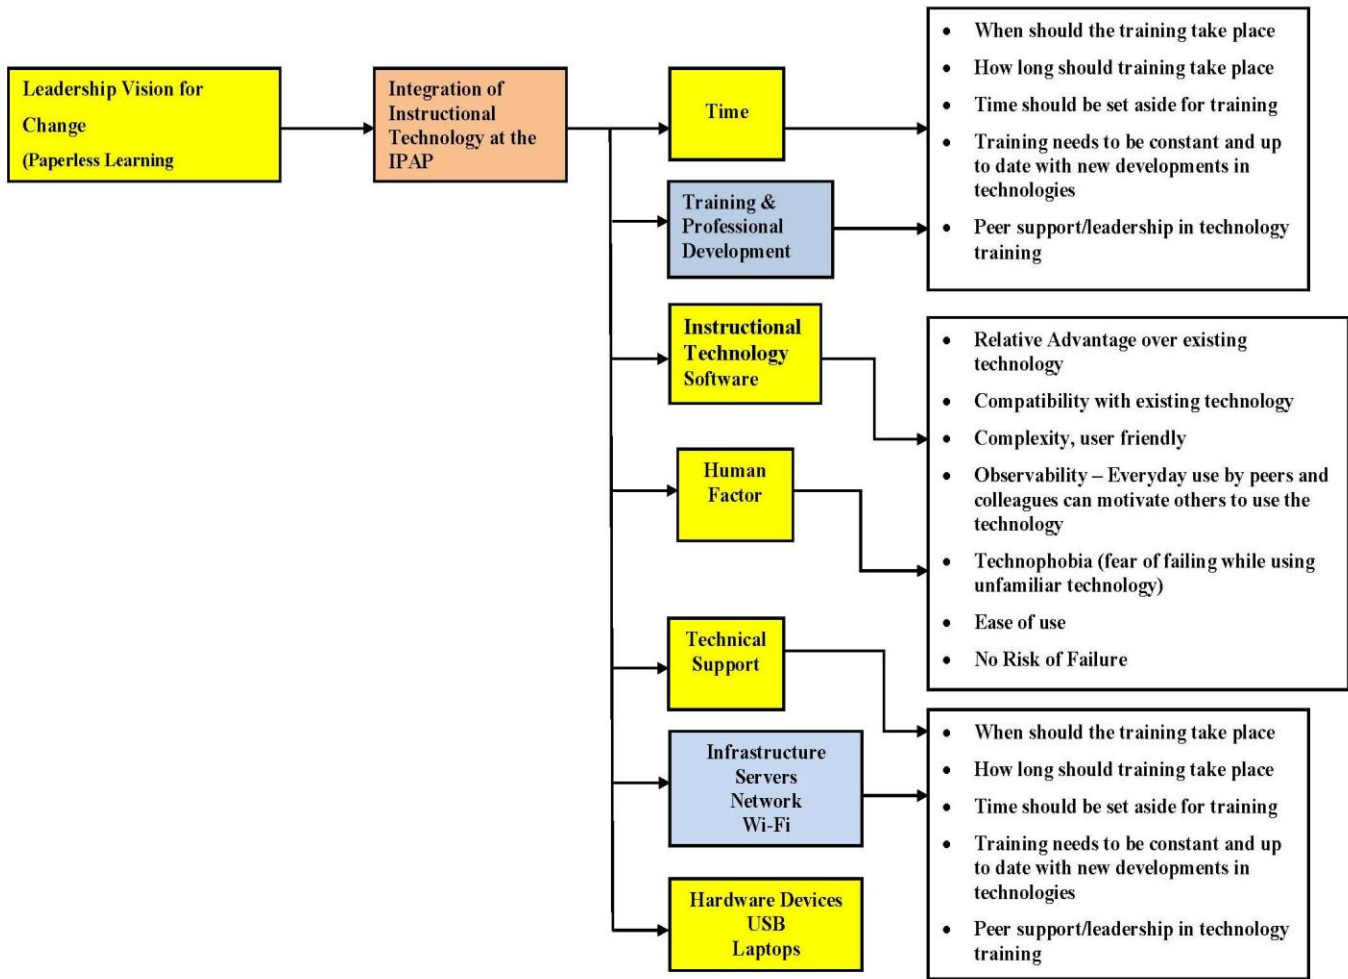 Leadership Vision for
Change
(Paperless Learning
Integration of
Instructional
Technology at the
IPAP
Time
Training &
Professional
Development
Instructional
Technology
Software
Human
Factor
Technical
Support
Infrastructure
Servers
Network
Wi-Fi
Hardware Devices
USB
Laptops
• When should the training take place
• How long should training take place
• Time should be set aside for training
• Training needs to be constant and up
to date with new developments in
technologies
• Peer support/leadership in technology
training
• Relative Advantage over existing
technology
• Compatibility with existing technology
• Complexity, user friendly
• Observability – Everyday use by peers and
colleagues can motivate others to use the
technology
• Technophobia (fear of failing while using
unfamiliar technology)
• Ease of use
• No Risk of Failure
• When should the training take place
• How long should training take place
• Time should be set aside for training
• Training needs to be constant and up
to date with new developments in
technologies
• Peer support/leadership in technology
training